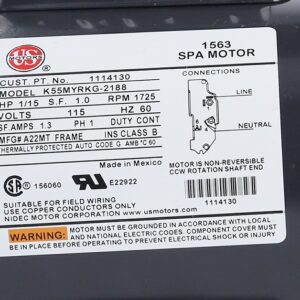 US
MOTORS
1563
SPA MOTOR
CUST. PT. No. 1114130
MODEL K55MYRKG-2188
HP 1/15 S.F. 1.0 RPM 1725
VOLTS 115 HZ 60
SF AMPS 1.3 PH 1 DUTY CONT
MFG# A22MT FRAME INS CLASS B
THERMALLY PROTECTED AUTO CODE G AMB. 60
CONNECTIONS
LINE
NEUTRAL
Made in Mexico
156060 E22922
MOTOR IS NON-REVERSIBLE
CCW ROTATION SHAFT END
1114130
SUITABLE FOR FIELD WIRING
USE COPPER CONDUCTORS ONLY
NIDEC MOTOR CORPORATION www.usmotors.com
WARNING: MOTOR MUST BE GROUNDED IN ACCORDANCE WITH LOCAL
AND NATIONAL ELECTRIC CODES. COMPONENT COVER MUST
BE IN PLACE BEFORE OPERATING TO PREVENT ELECTRICAL SHOCK OR INJURY